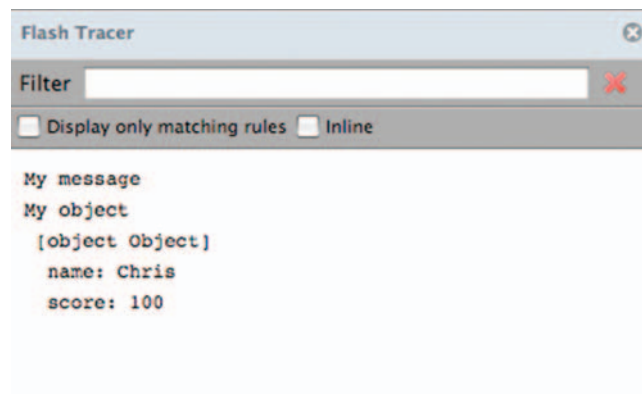 Flash Tracer
Filter
Display only matching rules Inline
My message
My object
[object Object]
name: Chris
score: 100